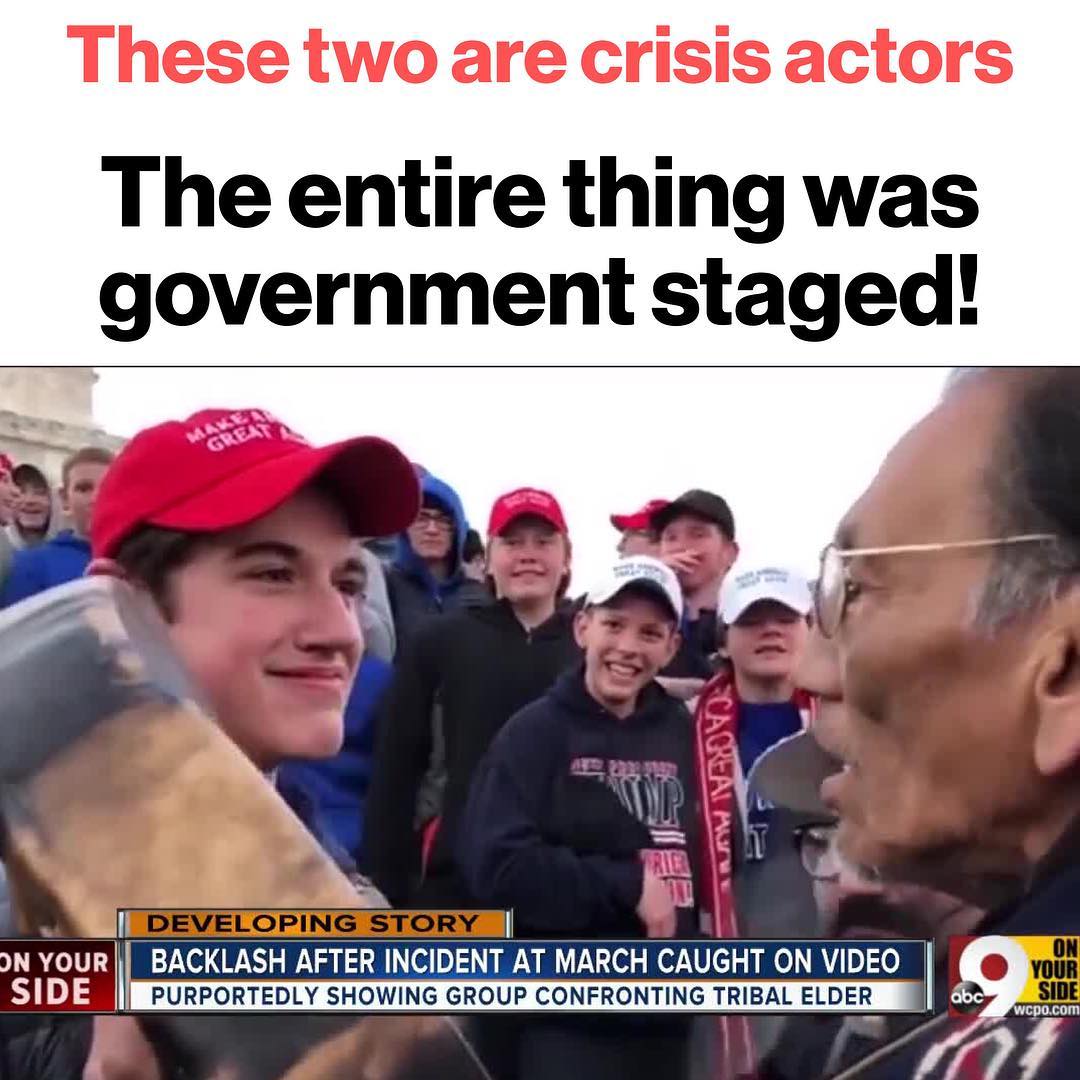 These two are crisis actors
The entire thing was
government staged!
MAKE A
GREAT A
TRUMP
DEVELOPING STORY
ON YOUR
SIDE
BACKLASH AFTER INCIDENT AT MARCH CAUGHT ON VIDEO
PURPORTEDLY SHOWING GROUP CONFRONTING TRIBAL ELDER
abc
9
ON
YOUR
SIDE
wcpo.com